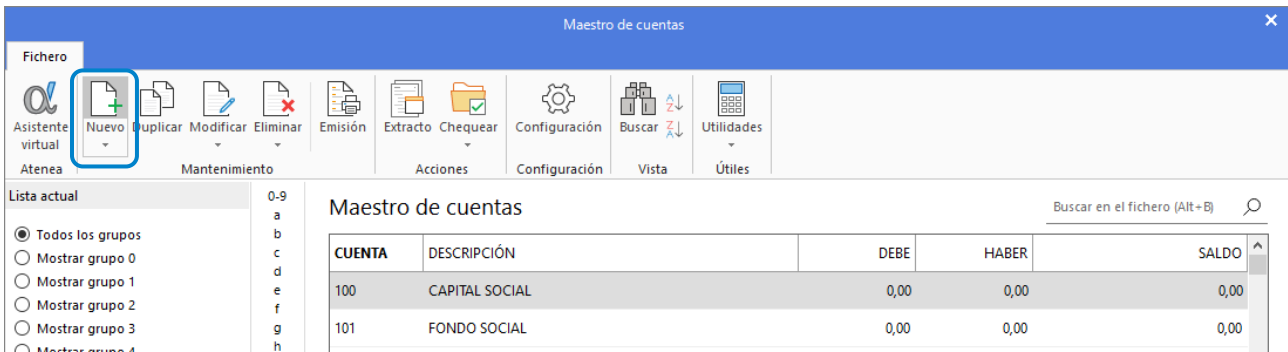 Maestro de cuentas
Fichero
Asistente virtual
Nuevo
Duplicar
Modificar
Eliminar
Emisión
Extracto
Chequear
Configuración
Buscar
Utilidades
Atenea
Mantenimiento
Acciones
Configuración
Vista
Útiles
Lista actual
Todos los grupos
Mostrar grupo 0
Mostrar grupo 1
Mostrar grupo 2
Mostrar grupo 3
Mostrar grupo 4
0-9
a
b
c
d
e
f
g
h
Maestro de cuentas
Buscar en el fichero (Alt+B)
CUENTA DESCRIPCIÓN DEBE HABER SALDO
100 CAPITAL SOCIAL 0,00 0,00 0,00
101 FONDO SOCIAL 0,00 0,00 0,00